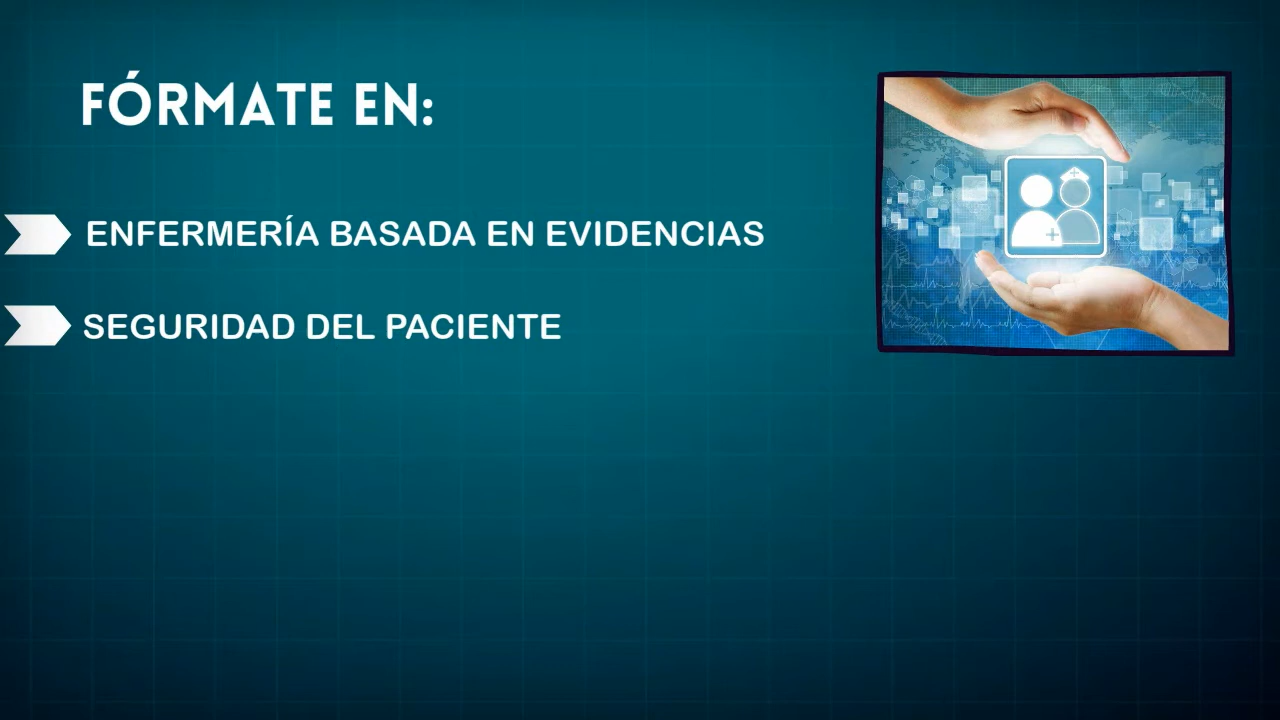 FÓRMATE EN:
ENFERMERÍA BASADA EN EVIDENCIAS
SEGURIDAD DEL PACIENTE